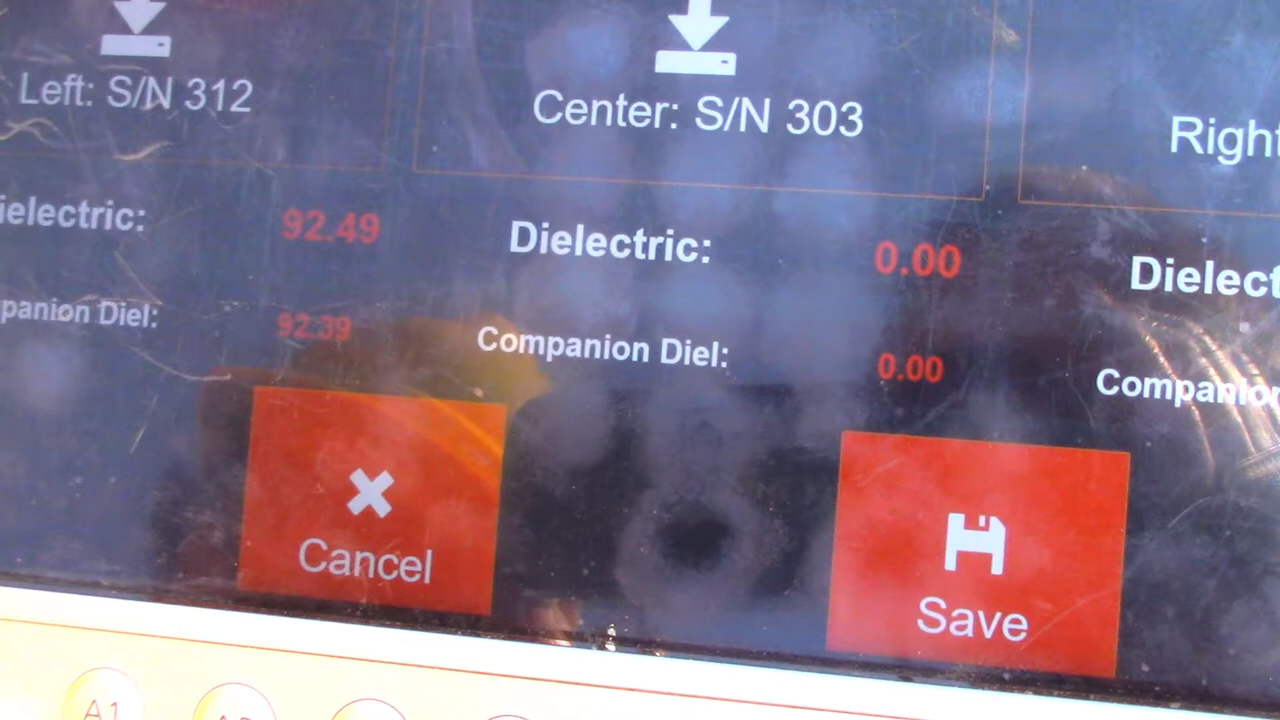 Left: S/N 312
Center: S/N 303
Right
ielectric: 92.49
Dielectric: 0.00
Dielect
panion Diel: 92.39
Companion Diel: 0.00
Companion
Cancel
Save
A1